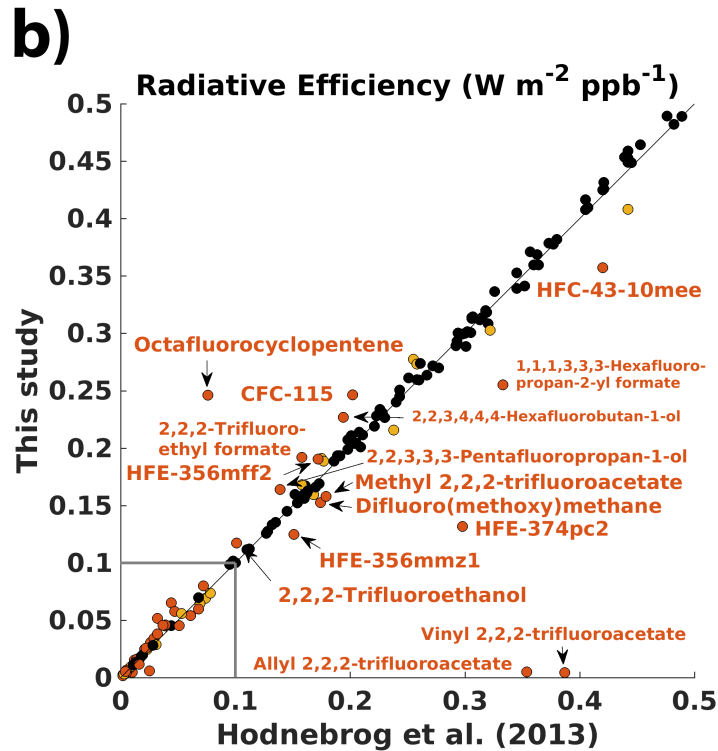 b)
Radiative Efficiency (W m-2 ppb-1)
0.5
0.45
0.4
0.35
0.3
0.25
0.2
0.15
0.1
0.05
0
This study
HFC-43-10mee
Octafluorocyclopentene
1,1,1,3,3,3-Hexafluoro-
propan-2-yl formate
CFC-115
2,2,3,4,4,4-Hexafluorobutan-1-ol
2,2,2-Trifluoro-
ethyl formate
2,2,3,3,3-Pentafluoropropan-1-ol
HFE-356mff2
Methyl 2,2,2-trifluoroacetate
Difluoro(methoxy)methane
HFE-374pc2
HFE-356mmz1
2,2,2-Trifluoroethanol
Vinyl 2,2,2-trifluoroacetate
Allyl 2,2,2-trifluoroacetate
0 0.1 0.2 0.3 0.4 0.5
Hodnebrog et al. (2013)